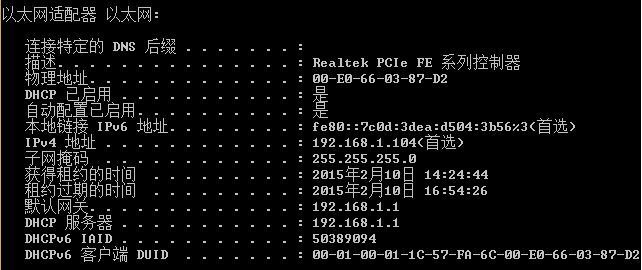 以太网适配器 以太网:
连接特定的 DNS 后缀 . . . . . . . :
描述. . . . . . . . . . . . . . . : Realtek PCIe FE 系列控制器
物理地址. . . . . . . . . . . . . : 00-E0-66-03-87-D2
DHCP 已启用 . . . . . . . . . . . : 是
自动配置已启用. . . . . . . . . . : 是
本地链接 IPv6 地址. . . . . . . . : fe80::7c0d:3dea:d504:3b56%3(首选)
IPv4 地址 . . . . . . . . . . . . : 192.168.1.104(首选)
子网掩码 . . . . . . . . . . . . : 255.255.255.0
获得租约的时间 . . . . . . . . . : 2015年2月10日 14:24:44
租约过期的时间 . . . . . . . . . : 2015年2月10日 16:54:26
默认网关. . . . . . . . . . . . . : 192.168.1.1
DHCP 服务器 . . . . . . . . . . . : 192.168.1.1
DHCPv6 IAID . . . . . . . . . . . : 50389094
DHCPv6 客户端 DUID . . . . . . . : 00-01-00-01-1C-57-FA-6C-00-E0-66-03-87-D2